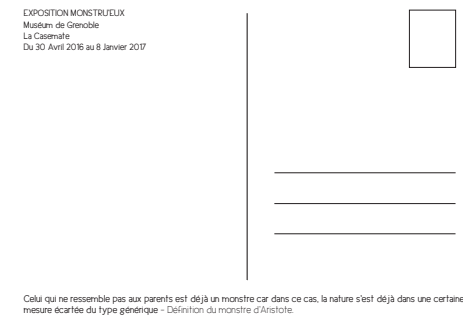 EXPOSITION MONSTRU'EUX
Muséum de Grenoble
La Casemate
Du 30 Avril 2016 au 8 Janvier 2017
Celui qui ne ressemble pas aux parents est déjà un monstre car dans ce cas, la nature s'est déjà dans une certaine
mesure écartée du type générique - Définition du monstre d'Aristote.